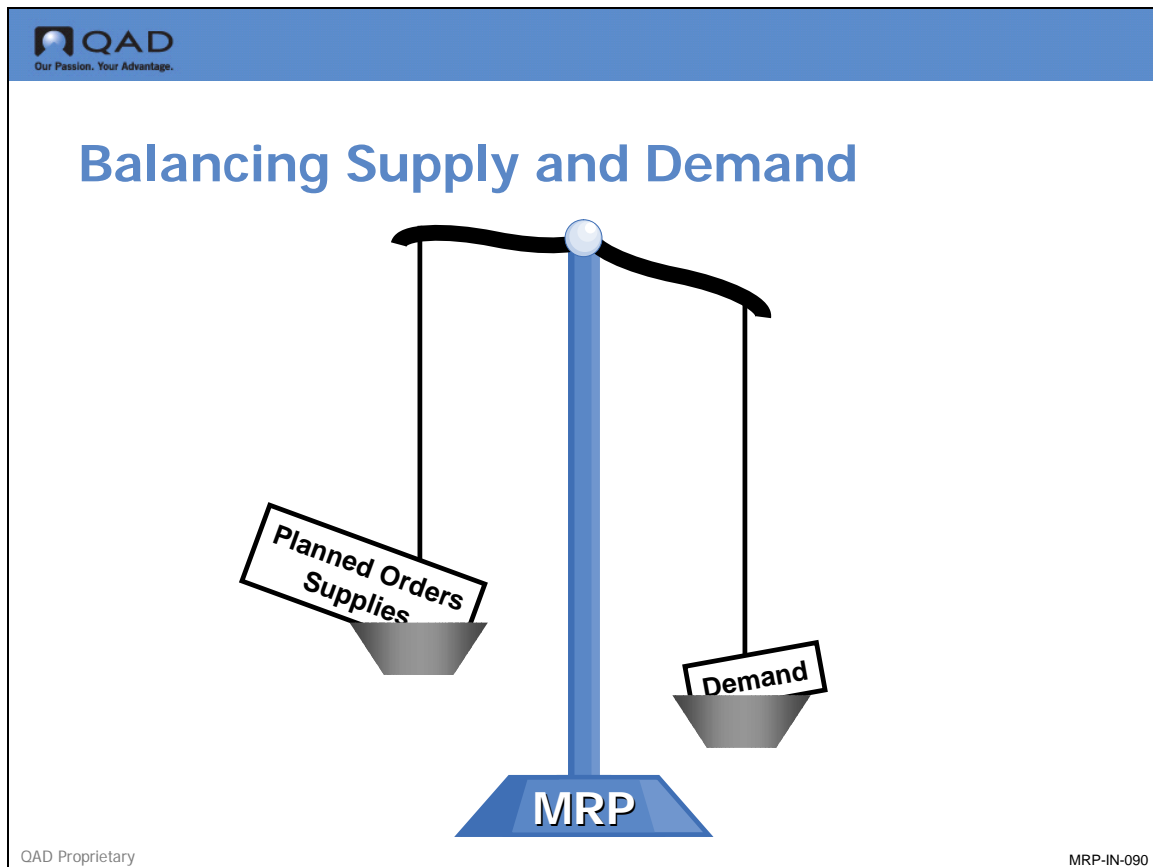 QAD
Our Passion. Your Advantage.
Balancing Supply and Demand
Planned Orders
Supplies
Demand
MRP
QAD Proprietary
MRP-IN-090